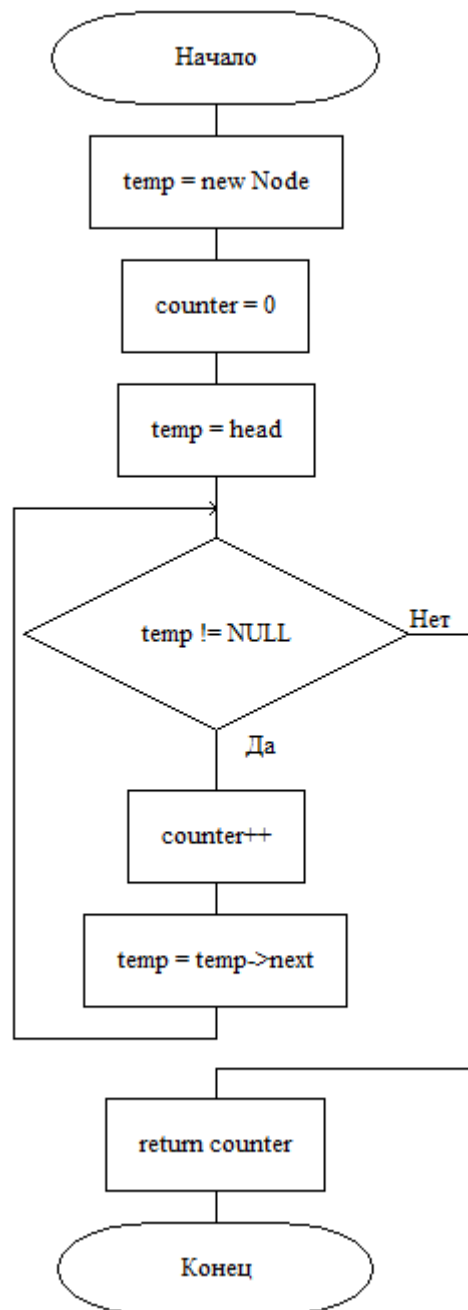 Начало
temp = new Node
counter = 0
temp = head
temp != NULL
Нет
Да
counter++
temp = temp->next
return counter
Конец